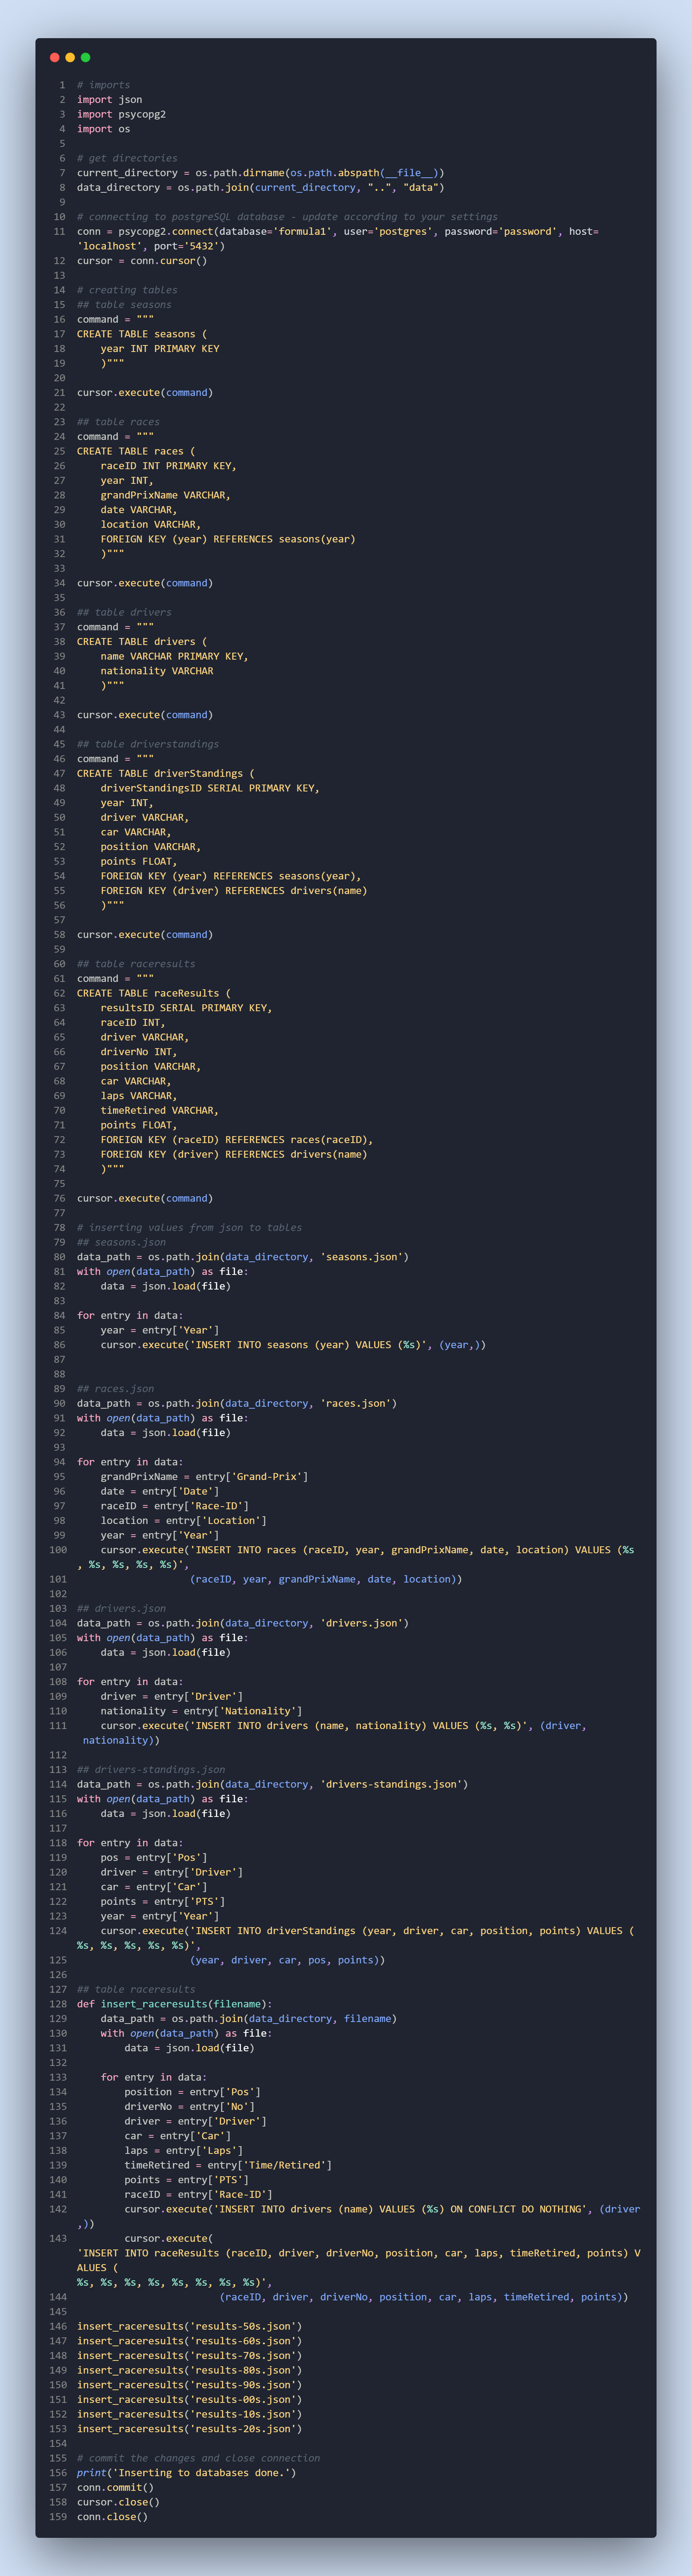 1 # imports
2 import json
3 import psycopg2
4 import os
5
6 # get directories
7 current_directory = os.path.dirname(os.path.abspath(__file__))
8 data_directory = os.path.join(current_directory, "..", "data")
9
10 # connecting to postgreSQL database - update according to your settings
11 conn = psycopg2.connect(database='formula1', user='postgres', password='password', host=
'localhost', port='5432')
12 cursor = conn.cursor()
13
14 # creating tables
15 ## table seasons
16 command = """
17 CREATE TABLE seasons (
18     year INT PRIMARY KEY
19     )"""
20
21 cursor.execute(command)
22
23 ## table races
24 command = """
25 CREATE TABLE races (
26     raceID INT PRIMARY KEY,
27     year INT,
28     grandPrixName VARCHAR,
29     date VARCHAR,
30     location VARCHAR,
31     FOREIGN KEY (year) REFERENCES seasons(year)
32     )"""
33
34 cursor.execute(command)
35
36 ## table drivers
37 command = """
38 CREATE TABLE drivers (
39     name VARCHAR PRIMARY KEY,
40     nationality VARCHAR
41     )"""
42
43 cursor.execute(command)
44
45 ## table driverstandings
46 command = """
47 CREATE TABLE driverStandings (
48     driverStandingsID SERIAL PRIMARY KEY,
49     year INT,
50     driver VARCHAR,
51     car VARCHAR,
52     position VARCHAR,
53     points FLOAT,
54     FOREIGN KEY (year) REFERENCES seasons(year),
55     FOREIGN KEY (driver) REFERENCES drivers(name)
56     )"""
57
58 cursor.execute(command)
59
60 ## table raceresults
61 command = """
62 CREATE TABLE raceResults (
63     resultsID SERIAL PRIMARY KEY,
64     raceID INT,
65     driver VARCHAR,
66     driverNo INT,
67     position VARCHAR,
68     car VARCHAR,
69     laps VARCHAR,
70     timeRetired VARCHAR,
71     points FLOAT,
72     FOREIGN KEY (raceID) REFERENCES races(raceID),
73     FOREIGN KEY (driver) REFERENCES drivers(name)
74     )"""
75
76 cursor.execute(command)
77
78 # inserting values from json to tables
79 ## seasons.json
80 data_path = os.path.join(data_directory, 'seasons.json')
81 with open(data_path) as file:
82     data = json.load(file)
83
84 for entry in data:
85     year = entry['Year']
86     cursor.execute('INSERT INTO seasons (year) VALUES (%s)', (year,))
87
88
89 ## races.json
90 data_path = os.path.join(data_directory, 'races.json')
91 with open(data_path) as file:
92     data = json.load(file)
93
94 for entry in data:
95     grandPrixName = entry['Grand-Prix']
96     date = entry['Date']
97     raceID = entry['Race-ID']
98     location = entry['Location']
99     year = entry['Year']
100     cursor.execute('INSERT INTO races (raceID, year, grandPrixName, date, location) VALUES (%s
, %s, %s, %s, %s)',
101                    (raceID, year, grandPrixName, date, location))
102
103 ## drivers.json
104 data_path = os.path.join(data_directory, 'drivers.json')
105 with open(data_path) as file:
106     data = json.load(file)
107
108 for entry in data:
109     driver = entry['Driver']
110     nationality = entry['Nationality']
111     cursor.execute('INSERT INTO drivers (name, nationality) VALUES (%s, %s)', (driver,
 nationality))
112
113 ## drivers-standings.json
114 data_path = os.path.join(data_directory, 'drivers-standings.json')
115 with open(data_path) as file:
116     data = json.load(file)
117
118 for entry in data:
119     pos = entry['Pos']
120     driver = entry['Driver']
121     car = entry['Car']
122     points = entry['PTS']
123     year = entry['Year']
124     cursor.execute('INSERT INTO driverStandings (year, driver, car, position, points) VALUES (
%s, %s, %s, %s, %s)',
125                    (year, driver, car, pos, points))
126
127 ## table raceresults
128 def insert_raceresults(filename):
129     data_path = os.path.join(data_directory, filename)
130     with open(data_path) as file:
131         data = json.load(file)
132
133     for entry in data:
134         position = entry['Pos']
135         driverNo = entry['No']
136         driver = entry['Driver']
137         car = entry['Car']
138         laps = entry['Laps']
139         timeRetired = entry['Time/Retired']
140         points = entry['PTS']
141         raceID = entry['Race-ID']
142         cursor.execute('INSERT INTO drivers (name) VALUES (%s) ON CONFLICT DO NOTHING', (driver
,))
143         cursor.execute(
'INSERT INTO raceResults (raceID, driver, driverNo, position, car, laps, timeRetired, points) V
ALUES (
%s, %s, %s, %s, %s, %s, %s, %s)',
144                        (raceID, driver, driverNo, position, car, laps, timeRetired, points))
145
146 insert_raceresults('results-50s.json')
147 insert_raceresults('results-60s.json')
148 insert_raceresults('results-70s.json')
149 insert_raceresults('results-80s.json')
150 insert_raceresults('results-90s.json')
151 insert_raceresults('results-00s.json')
152 insert_raceresults('results-10s.json')
153 insert_raceresults('results-20s.json')
154
155 # commit the changes and close connection
156 print('Inserting to databases done.')
157 conn.commit()
158 cursor.close()
159 conn.close()